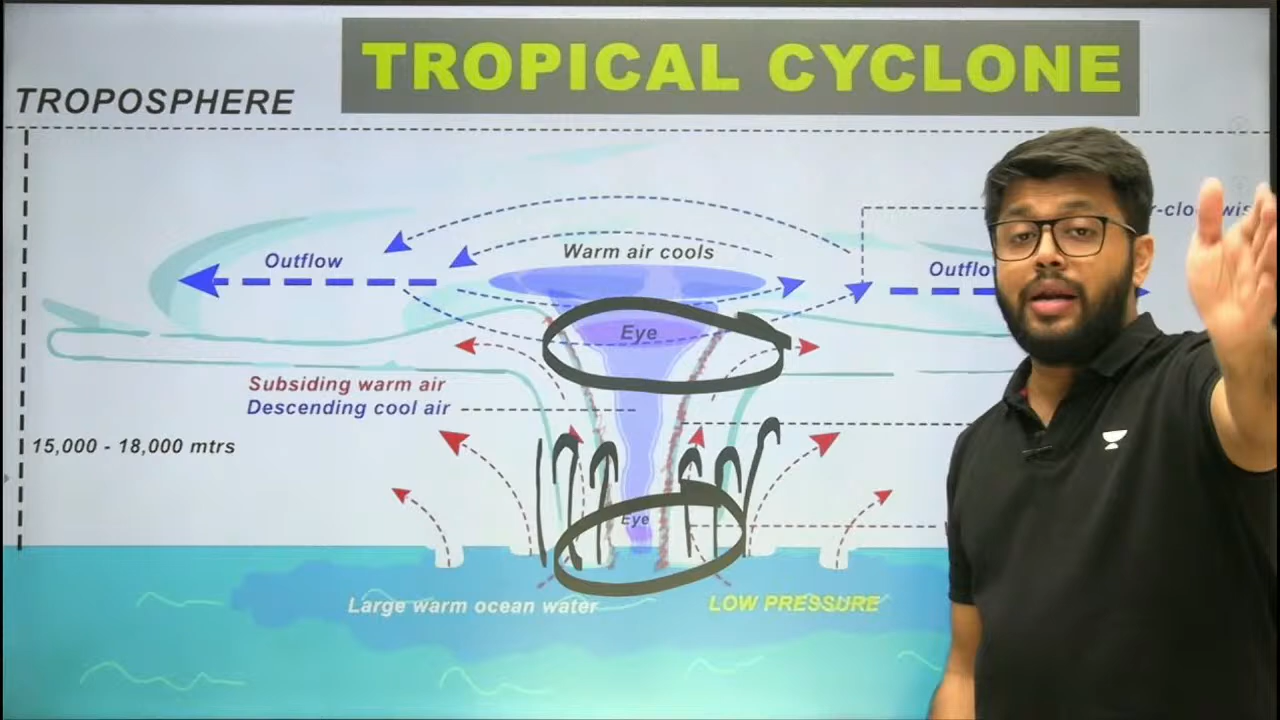 TROPICAL CYCLONE
TROPOSPHERE
Warm air cools
Outflow
Eye
Subsiding warm air
Descending cool air
15,000 - 18,000 mtrs
Eye
Large warm ocean water
LOW PRESSURE